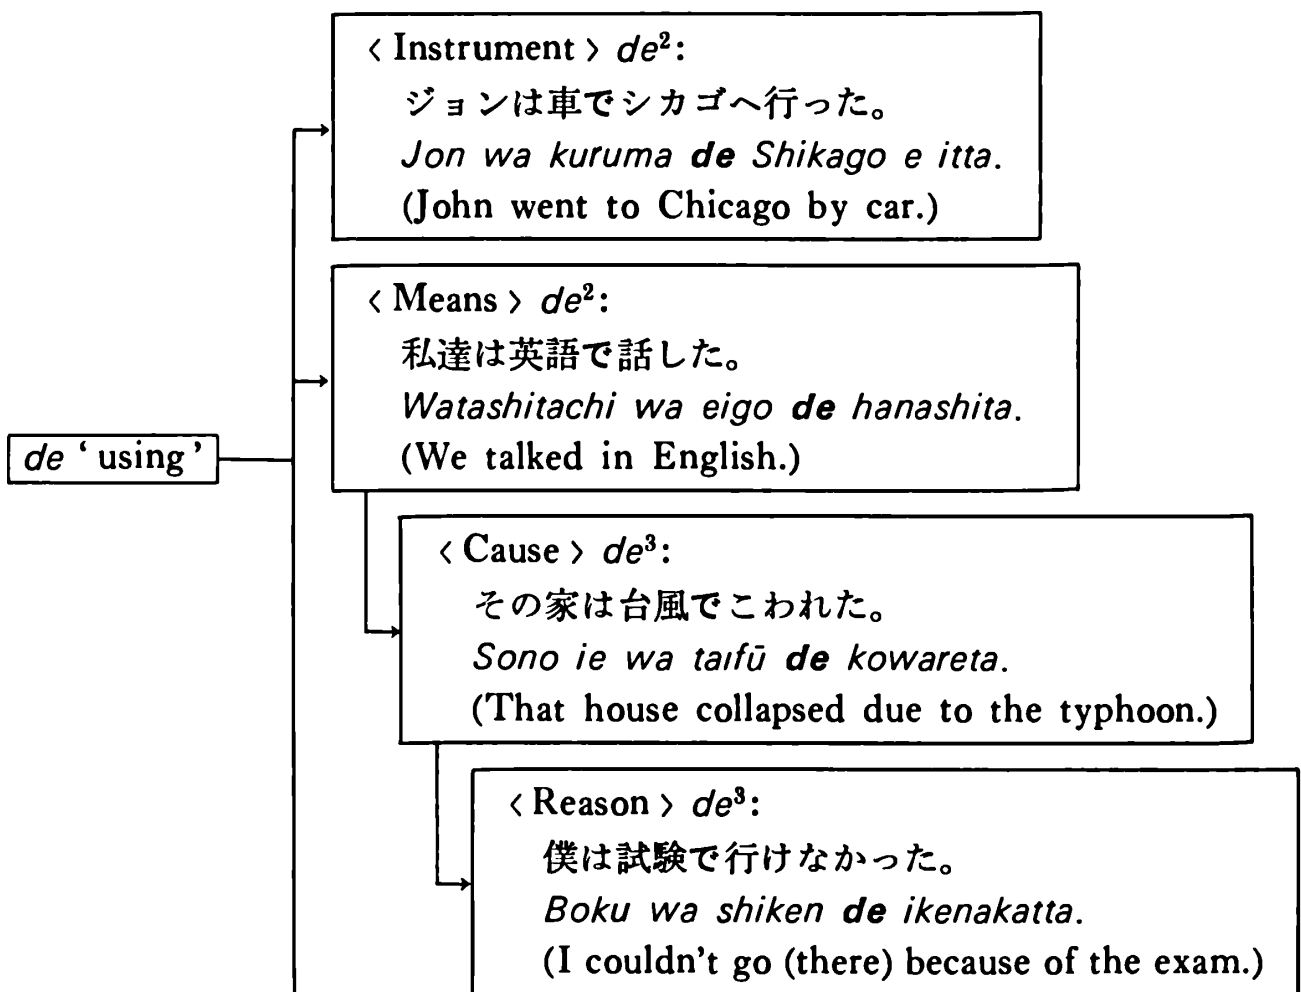 〈Instrument〉 de²:
ジョンは車でシカゴへ行った。
Jon wa kuruma de Shikago e itta.
(John went to Chicago by car.)
〈Means〉 de²:
私達は英語で話した。
Watashitachi wa eigo de hanashita.
(We talked in English.)
de ‘using’
〈Cause〉 de³:
その家は台風でこわれた。
Sono ie wa taifū de kowareta.
(That house collapsed due to the typhoon.)
〈Reason〉 de³:
僕は試験で行けなかった。
Boku wa shiken de ikenakatta.
(I couldn't go (there) because of the exam.)